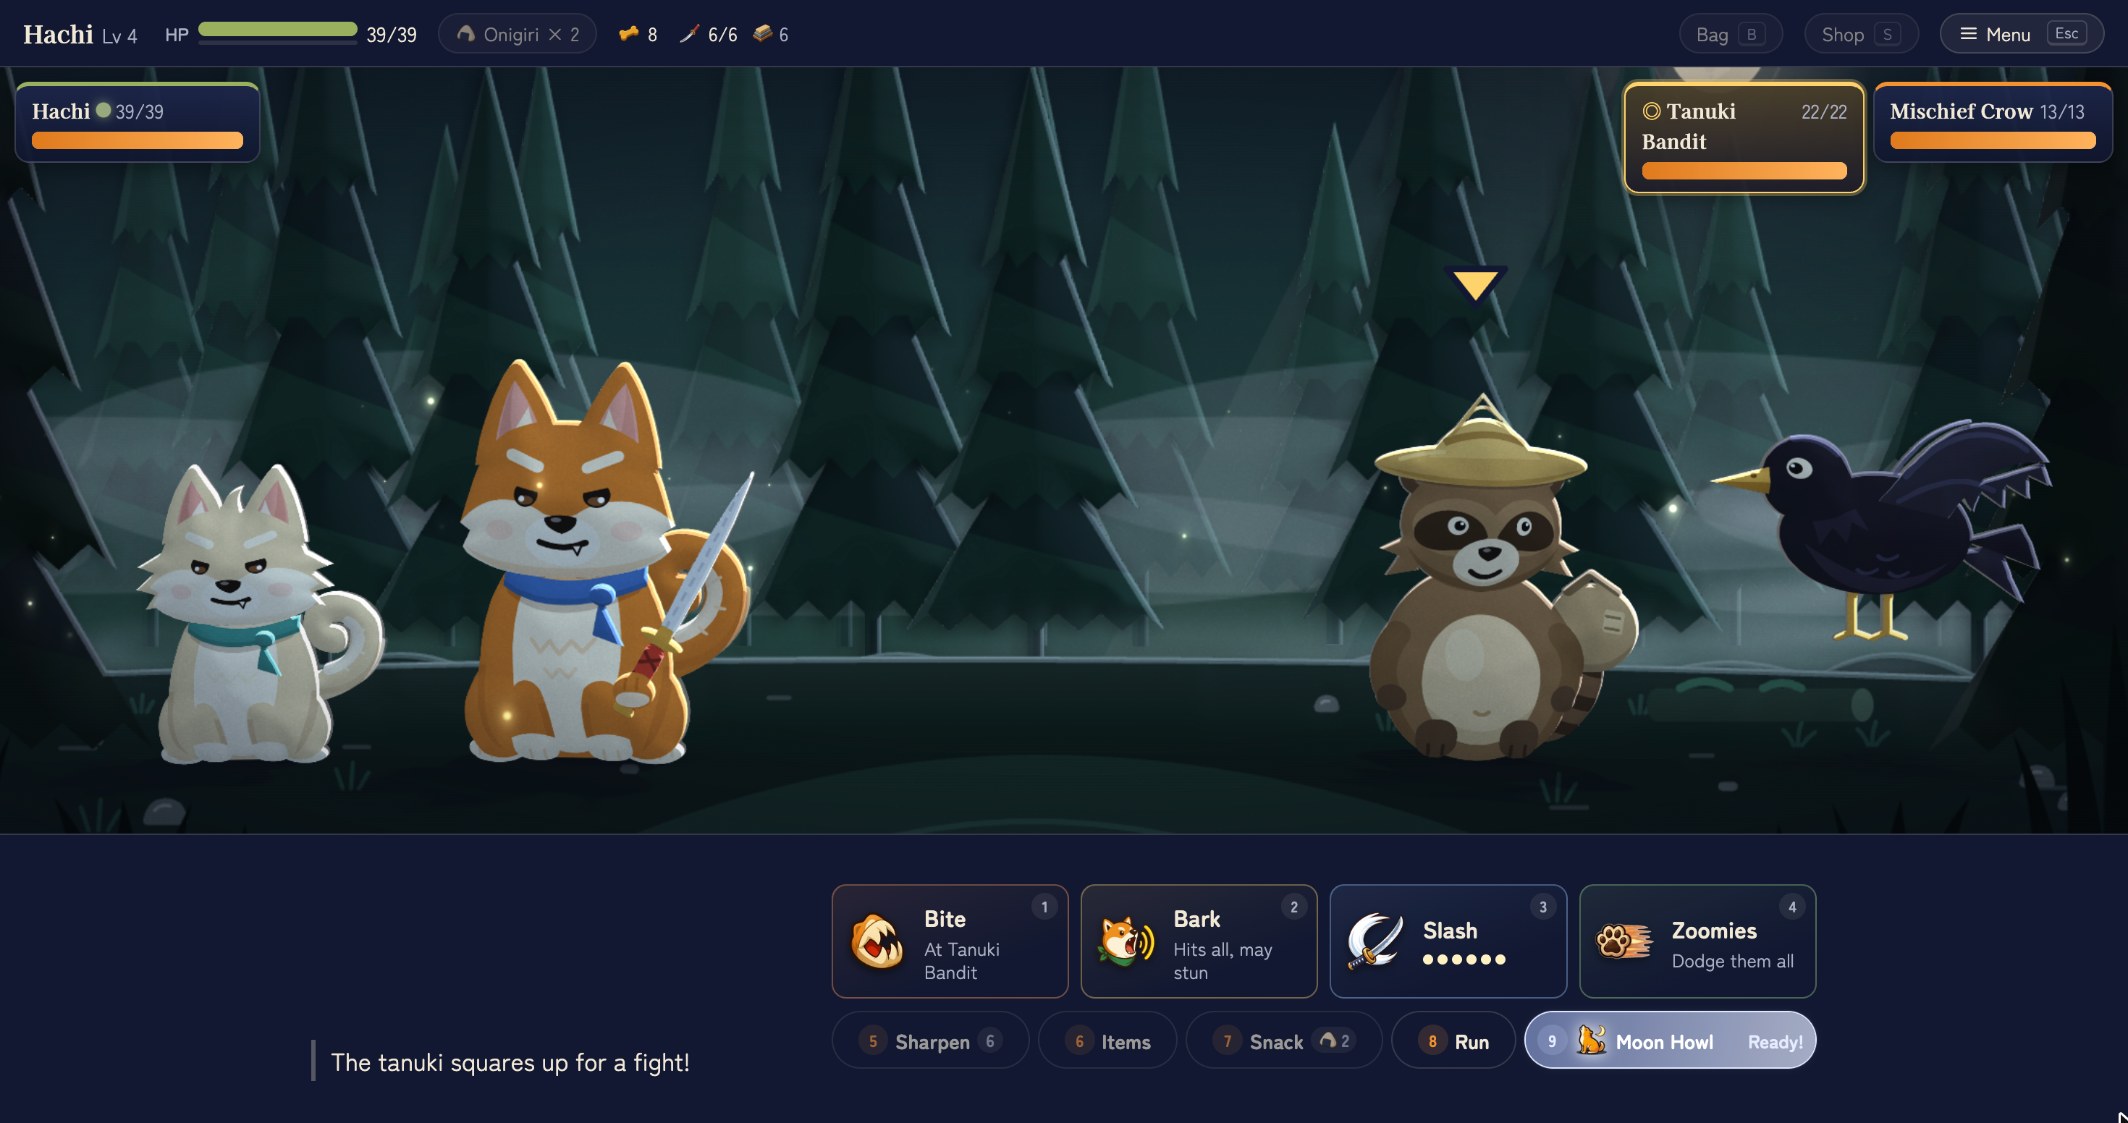 Hachi Lv 4 HP 39/39 Onigiri × 2 8 6/6 6 Bag B Shop S Menu Esc
Hachi 39/39
Tanuki Bandit 22/22
Mischief Crow 13/13
Bite 1
At Tanuki
Bandit
Bark 2
Hits all, may
stun
Slash 3
Zoomies 4
Dodge them all
5 Sharpen 6
6 Items
7 Snack 2
8 Run
9 Moon Howl Ready!
The tanuki squares up for a fight!